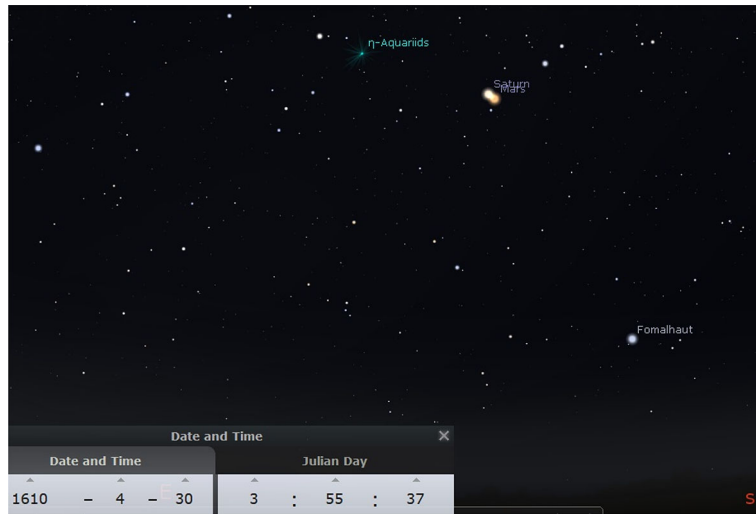 η-Aquariids
Saturn
Mars
Fomalhaut
Date and Time ×
Date and Time Julian Day
1610 - 4 - 30 3 : 55 : 37
E
S